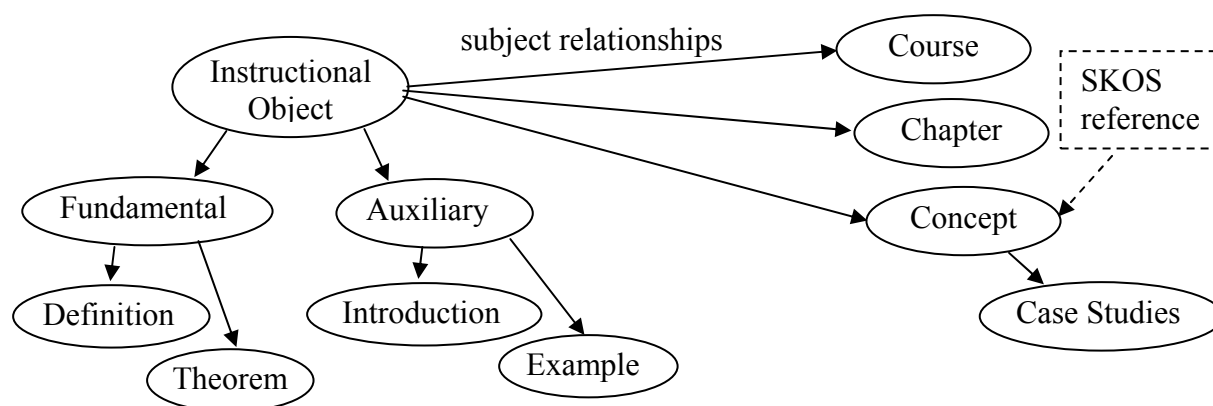 subject relationships
Course
Instructional
Object
SKOS
reference
Chapter
Fundamental
Auxiliary
Concept
Definition
Introduction
Case Studies
Theorem
Example